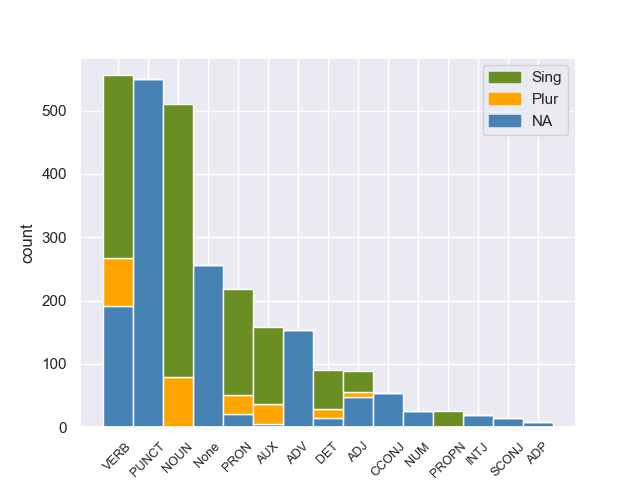 Sing
Plur
NA
500
400
300
200
100
0
count
VERB
PUNCT
NOUN
None
PRON
AUX
ADV
DET
ADJ
CCONJ
NUM
PROPN
INTJ
SCONJ
ADP